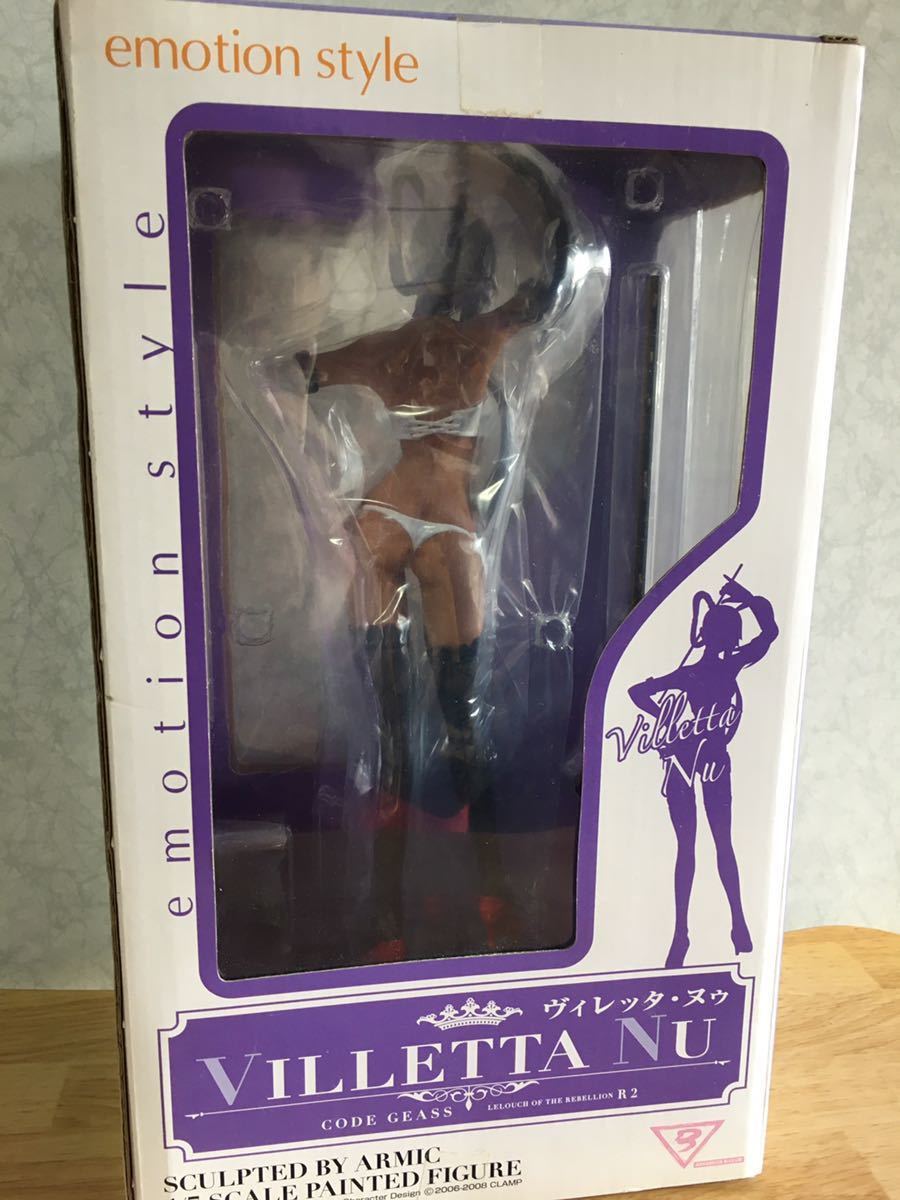 emotion style
emotion style
Villetta
Nu
ヴィレッタ・ヌゥ
VILLETTA NU
CODE GEASS LELOUCH OF THE REBELLION R2
SCULPTED BY ARMIC
SCALE PAINTED FIGURE
Character Design ©2006-2008 CLAMP